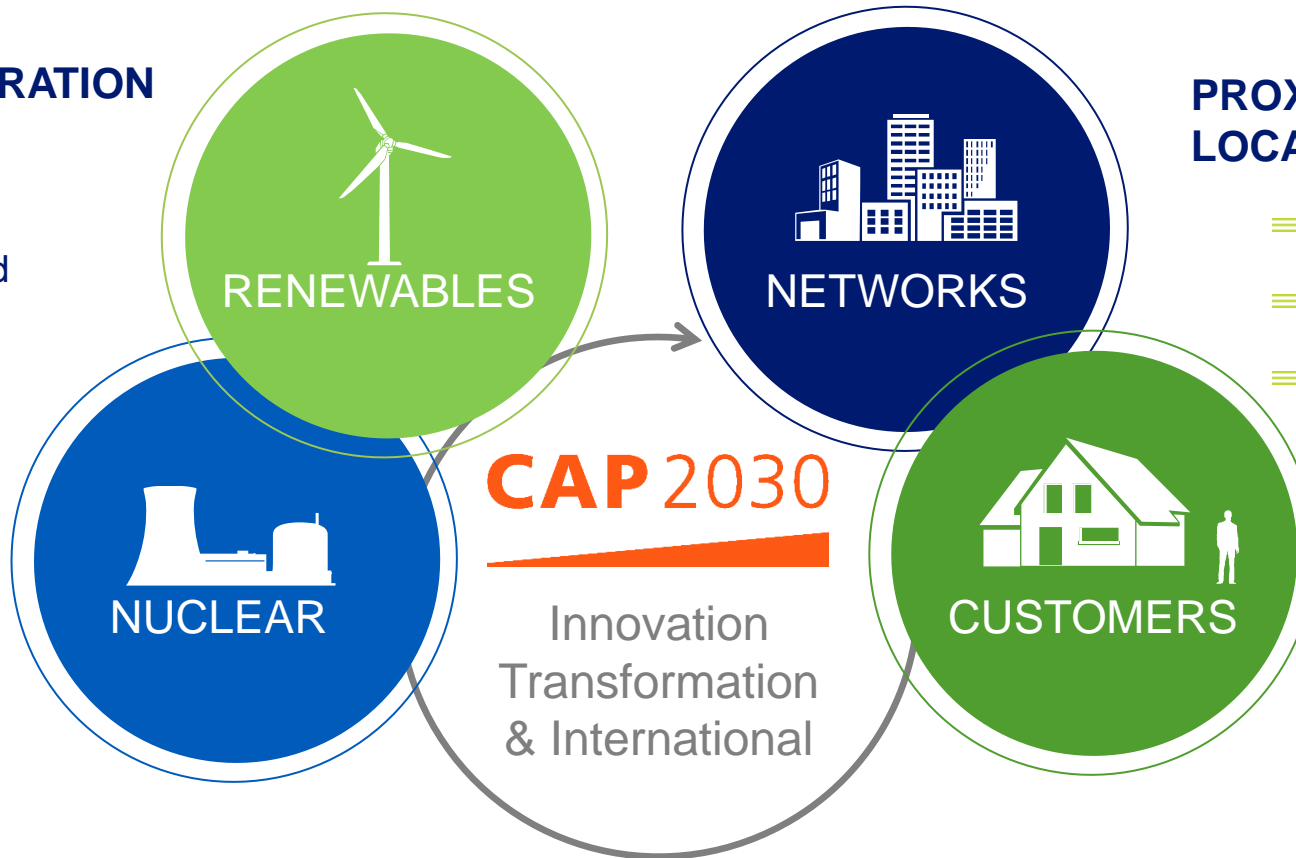 RATION
PROX
LOCA
d
RENEWABLES
NETWORKS
CAP 2030
NUCLEAR
CUSTOMERS
Innovation
Transformation
& International